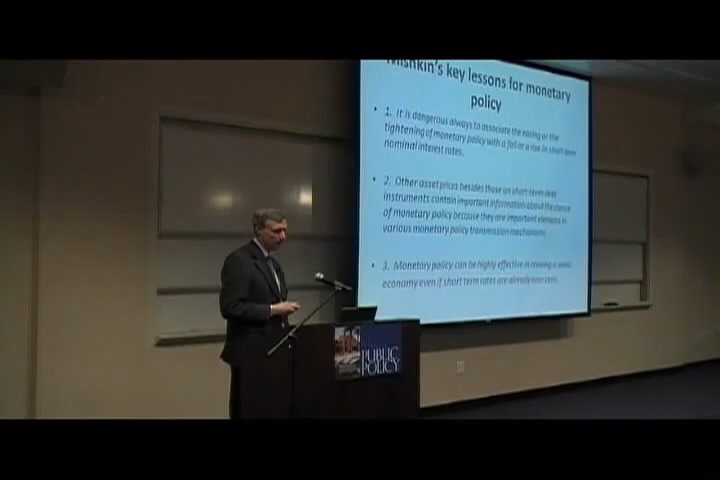 Mishkin's key lessons for monetary
policy
• 1. It is dangerous always to associate the easing or the
tightening of monetary policy with a fall or a rise in short-term
nominal interest rates.
• 2. Other asset prices besides those on short-term debt
instruments contain important information about the stance
of monetary policy because they are important elements in
various monetary policy transmission mechanisms.
• 3. Monetary policy can be highly effective in reviving a weak
economy even if short term rates are already near zero.
PUBLIC
POLICY